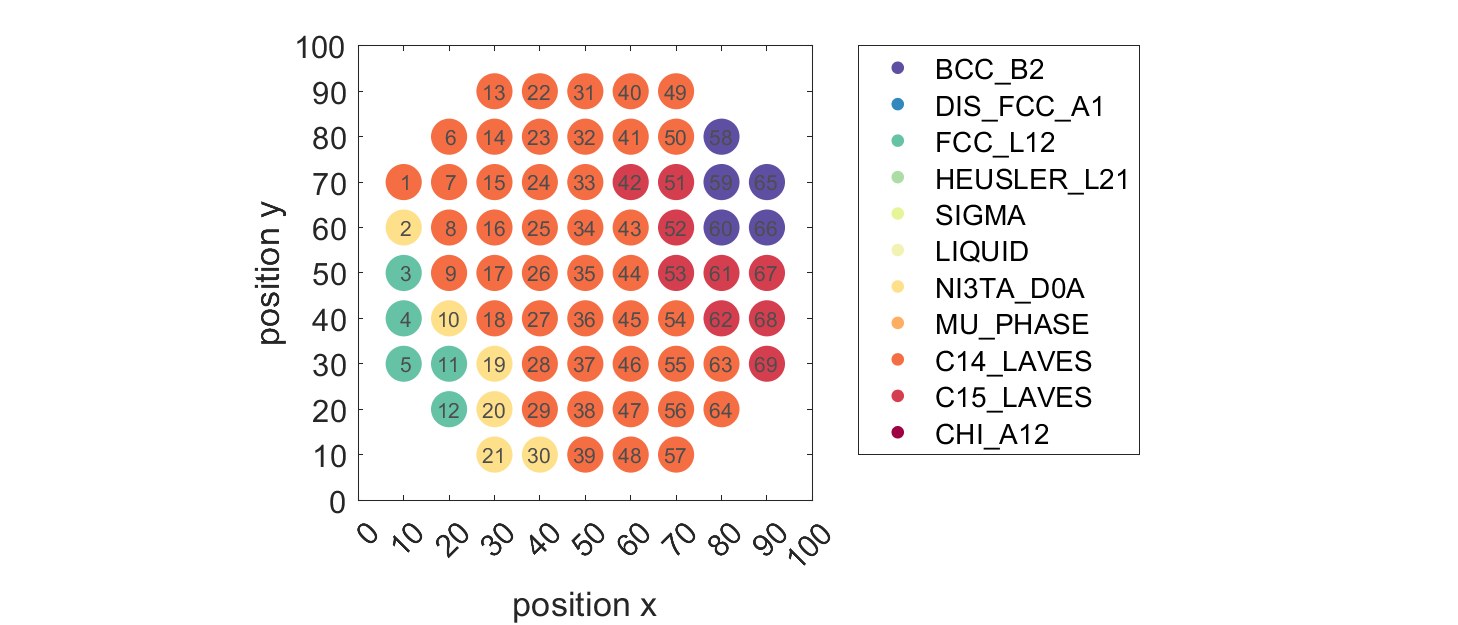 100
90
80
70
60
50
40
30
20
10
0
position y
13 22 31 40 49
6 14 23 32 41 50 58
1 7 15 24 33 42 51 59 65
2 8 16 25 34 43 52 60 66
3 9 17 26 35 44 53 61 67
4 10 18 27 36 45 54 62 68
5 11 19 28 37 46 55 63 69
12 20 29 38 47 56 64
21 30 39 48 57
0 10 20 30 40 50 60 70 80 90 100
position x
BCC_B2
DIS_FCC_A1
FCC_L12
HEUSLER_L21
SIGMA
LIQUID
NI3TA_D0A
MU_PHASE
C14_LAVES
C15_LAVES
CHI_A12